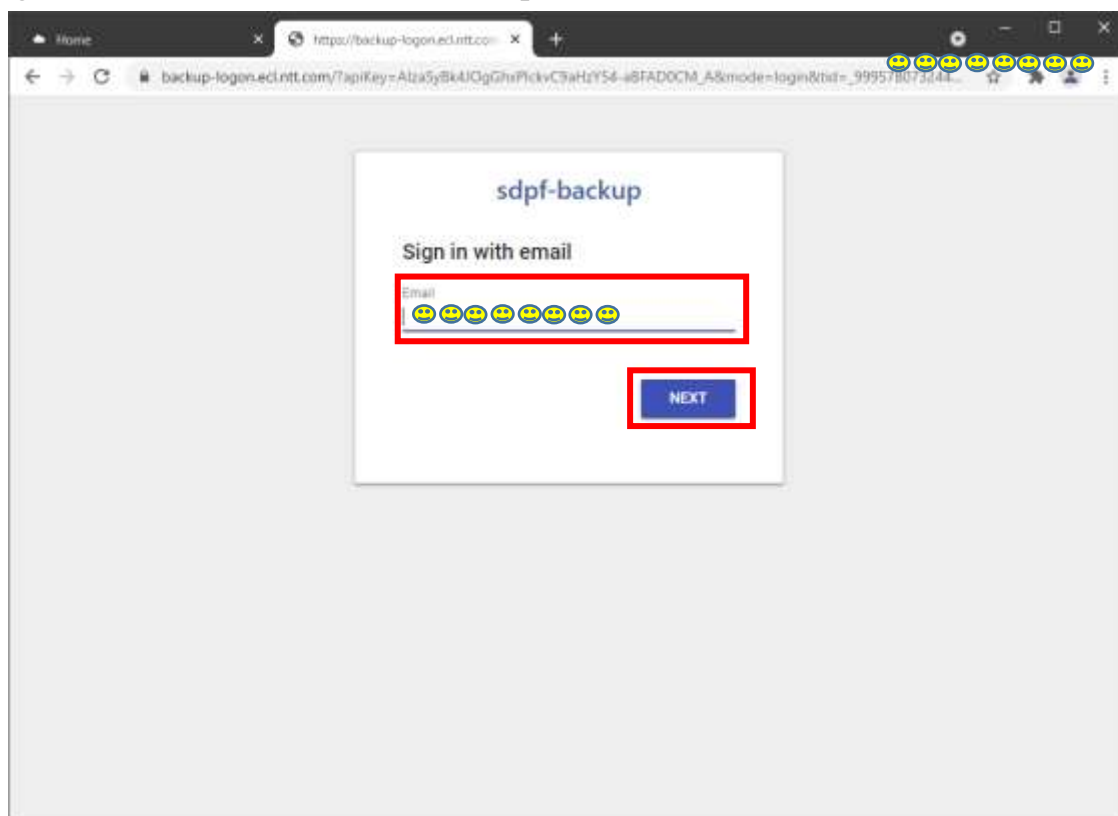 Home
https://backup-logon.ecl.ntt.com
backup-logon.ecl.ntt.com/?apiKey=
sdpf-backup
Sign in with email
Email
NEXT